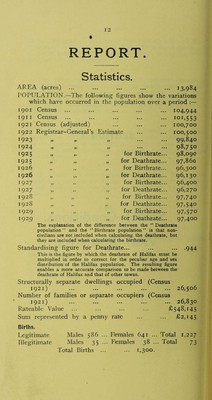 12
REPORT.
Statistics.
AREA (acres) ... ... ... ... ... 13,984
POPULATION.—The following figures show the variations
which have occurred in the population over a period :—
1901 Census ... ... ... ... ... 104,944
1911 Census ... ... ... ... ... 101,553
1921 Census (adjusted) ... ... ... 100,700
1922 Registrar-General's Estimate ... ... 100,500
1923 „ „ „ ... ... 99,840
1924 „ „ „ ... ... 98,750
1925 „ „ „ for Birthrate... 98,090
1925 „ „ „ for Deathrate... 97,860
1926 „ „ „ for Birthrate... 96,300
1926 „ „ „ for Deathrate... 96,130
1927 „ „ „ for Birthrate... 96,400
1927 „ „ „ for Deathrate... 96,270
1928 „ „ „ for Birthrate... 97,740
1928 „ „ „ for Deathrate... 97,540
1929 „ „ „ for Birthrate... 97,570
1929 „ „ „ for Deathrate... 97,400
The explanation of the difference between the "Deathrate
population" and the "Birthrate population" is that non-
civilians are not included when calculating the deathrate, but
they are included when calculating the birthrate.
Standardising figure for Deathrate... ... ... .944
This is the figure by which the deathrate of Halifax must be
multiplied in order to correct for the peculiar age and sex
distribution of the Halifax population. The resulting figure
enables a more accurate comparison to be made between the
deathrate of Halifax and that of other towns.
Structurally separate dwellings occupied (Census
1921) ... ... ... ... ... 26,506
Number of families or separate occupiers (Census
1921) ... ... ... ... ... 26,830
Rateable Value ... ... ... ... £548,145
Sum represented by a penny rate ... ... £2,145
Births.
Legitimate Males 586 ... Females 641 ... Total 1,227
Illegitimate Males 35 ... Females 38 ... Total 73
Total Births ... ... 1,300.